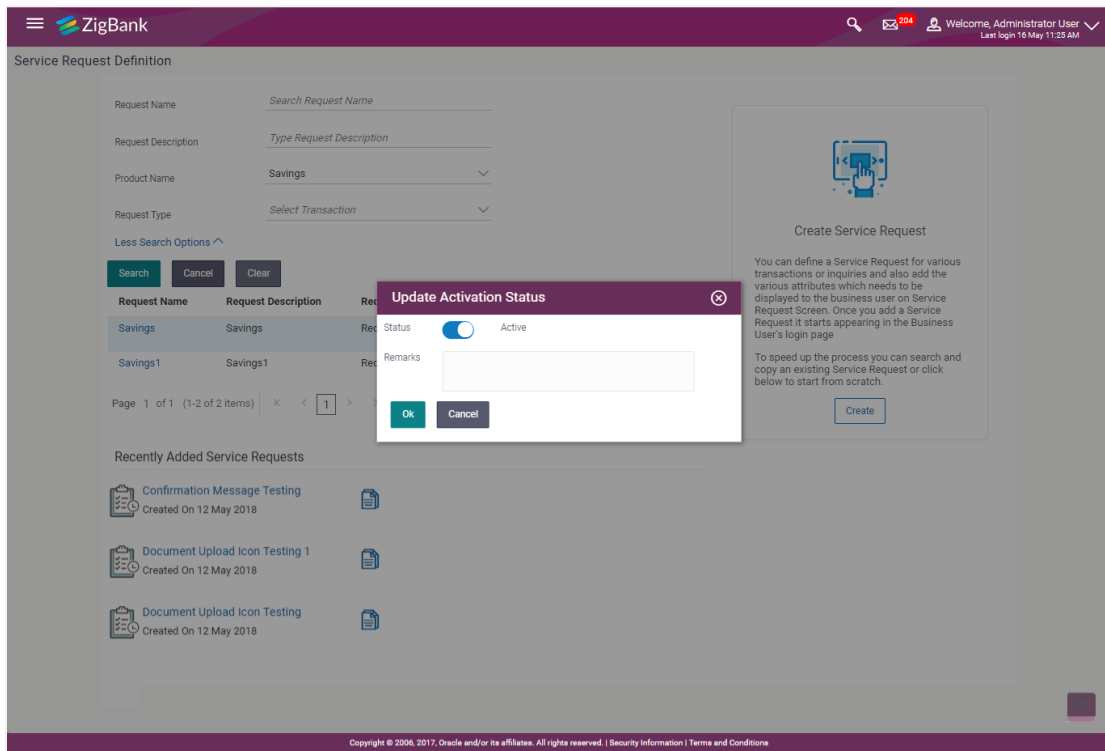 ZigBank
204
Welcome, Administrator User
Last login 16 May 11:25 AM
Service Request Definition
Request Name
Search Request Name
Request Description
Type Request Description
Product Name
Savings
Request Type
Select Transaction
Less Search Options
Search
Cancel
Clear
Request Name
Request Description
Savings
Savings
Savings1
Savings1
Page 1 of 1 (1-2 of 2 items)
1
Update Activation Status
Status
Active
Remarks
Ok
Cancel
Create Service Request
You can define a Service Request for various
transactions or inquiries and also add the
various attributes which needs to be
displayed to the business user on Service
Request Screen. Once you add a Service
Request it starts appearing in the Business
User's login page
To speed up the process you can search and
copy an existing Service Request or click
below to start from scratch.
Create
Recently Added Service Requests
Confirmation Message Testing
Created On 12 May 2018
Document Upload Icon Testing 1
Created On 12 May 2018
Document Upload Icon Testing
Created On 12 May 2018
Copyright © 2006, 2017, Oracle and/or its affiliates. All rights reserved. | Security Information | Terms and Conditions